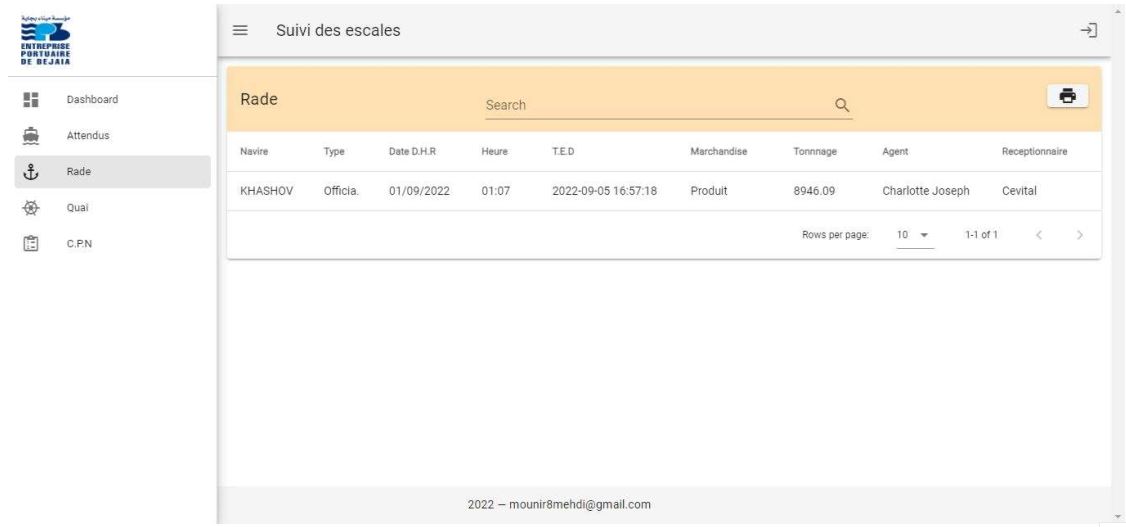 مؤسسة ميناء بجاية
ENTREPRISE
PORTUAIRE
DE BEJAIA
Suivi des escales
Dashboard
Attendus
Rade
Quai
C.P.N
Rade
Search
Navire Type Date D.H.R Heure T.E.D Marchandise Tonnnage Agent Receptionnaire
KHASHOV Officia. 01/09/2022 01:07 2022-09-05 16:57:18 Produit 8946.09 Charlotte Joseph Cevital
Rows per page: 10 1-1 of 1
2022 — mounir8mehdi@gmail.com